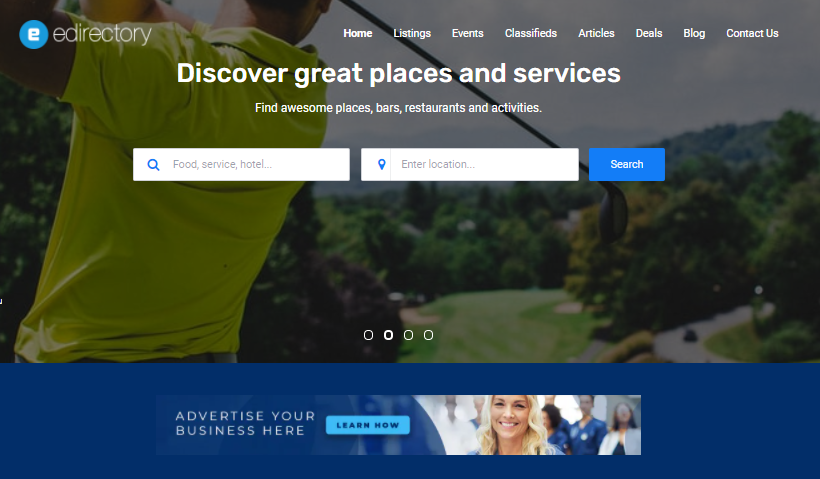 e edirectory
Home Listings Events Classifieds Articles Deals Blog Contact Us
Discover great places and services
Find awesome places, bars, restaurants and activities.
Food, service, hotel... Enter location... Search
ADVERTISE YOUR
BUSINESS HERE
LEARN HOW